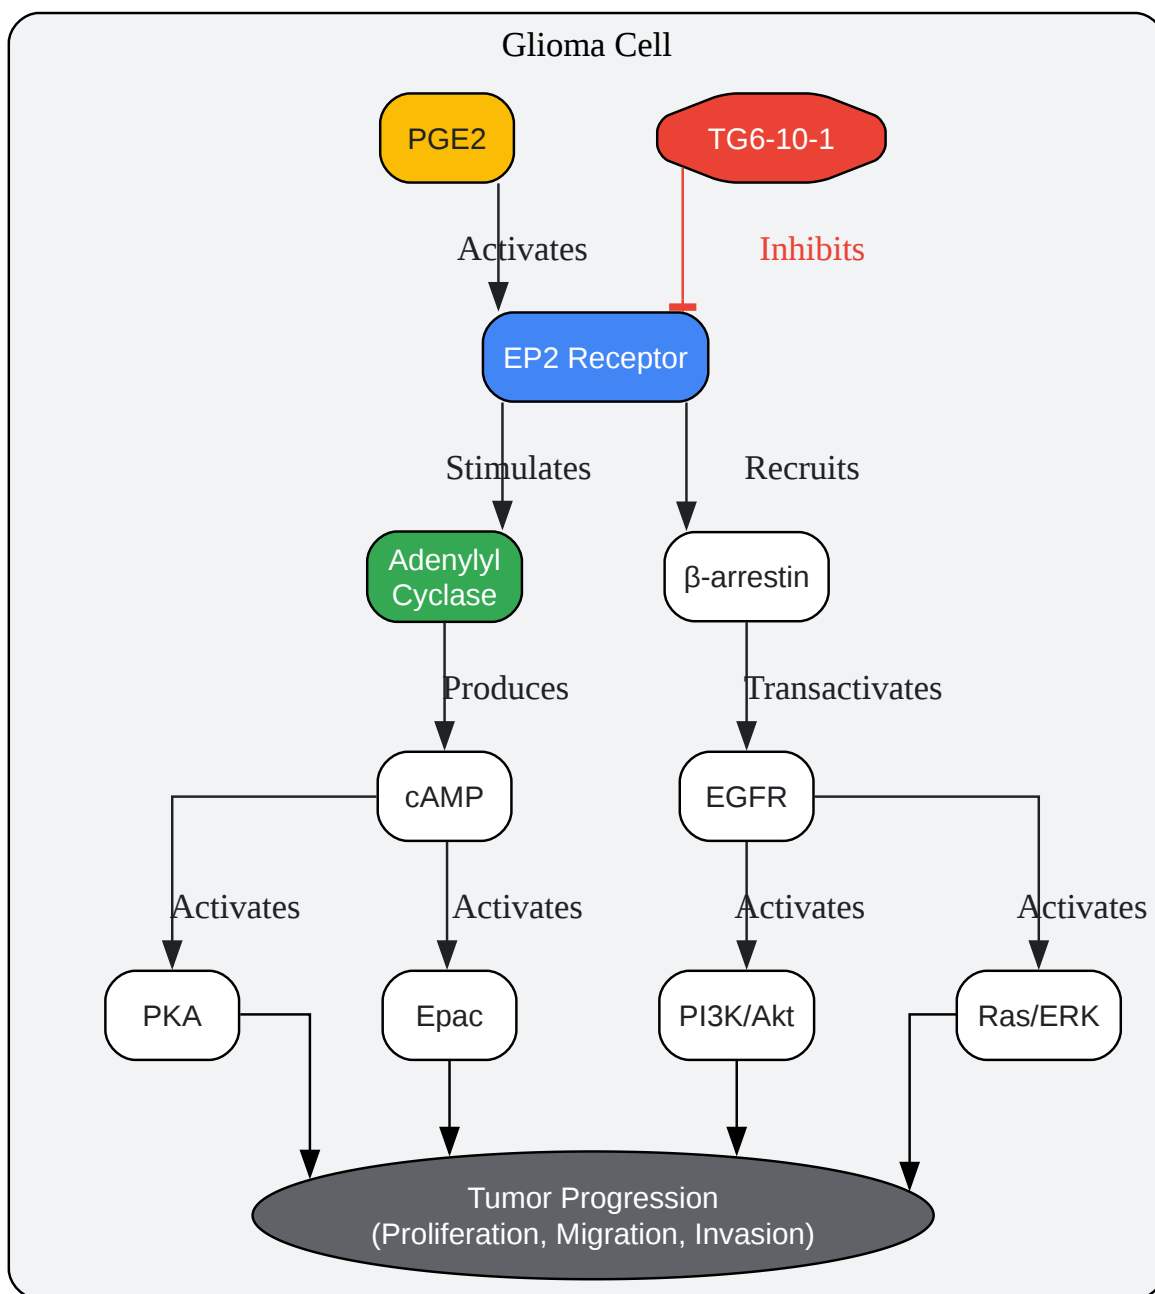 Glioma Cell
PGE2
TG6-10-1
Activates
Inhibits
EP2 Receptor
Stimulates
Recruits
Adenylyl
Cyclase
β-arrestin
Produces
Transactivates
cAMP
EGFR
Activates
Activates
Activates
Activates
PKA
Epac
PI3K/Akt
Ras/ERK
Tumor Progression
(Proliferation, Migration, Invasion)